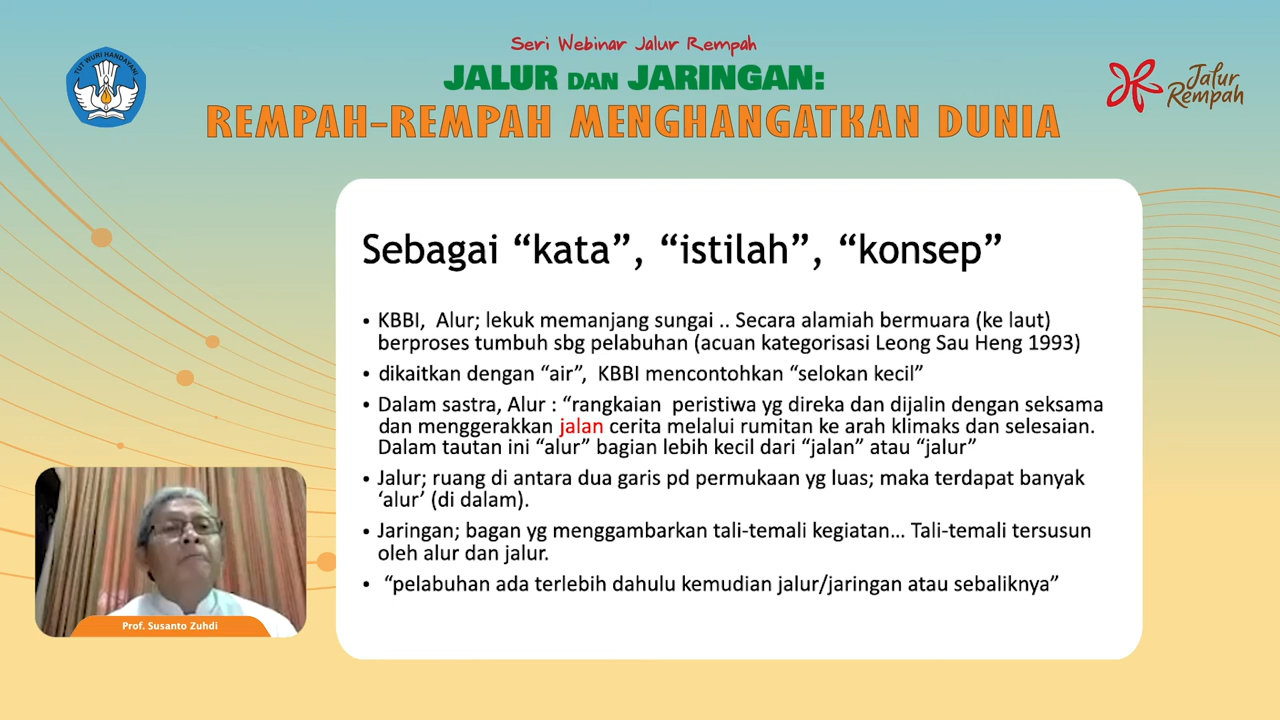 Seri Webinar Jalur Rempah
JALUR DAN JARINGAN:
REMPAH-REMPAH MENGHANGATKAN DUNIA
TUT WURI HANDAYANI
Jalur
Rempah
Sebagai “kata”, “istilah”, “konsep”
• KBBI, Alur; lekuk memanjang sungai .. Secara alamiah bermuara (ke laut)
berproses tumbuh sbg pelabuhan (acuan kategorisasi Leong Sau Heng 1993)
• dikaitkan dengan “air”, KBBI mencontohkan “selokan kecil”
• Dalam sastra, Alur : “rangkaian peristiwa yg direka dan dijalin dengan seksama
dan menggerakkan jalan cerita melalui rumitan ke arah klimaks dan selesaian.
Dalam tautan ini “alur” bagian lebih kecil dari “jalan” atau “jalur”
• Jalur; ruang di antara dua garis pd permukaan yg luas; maka terdapat banyak
‘alur’ (di dalam).
• Jaringan; bagan yg menggambarkan tali-temali kegiatan… Tali-temali tersusun
oleh alur dan jalur.
• “pelabuhan ada terlebih dahulu kemudian jalur/jaringan atau sebaliknya”
Prof. Susanto Zuhdi